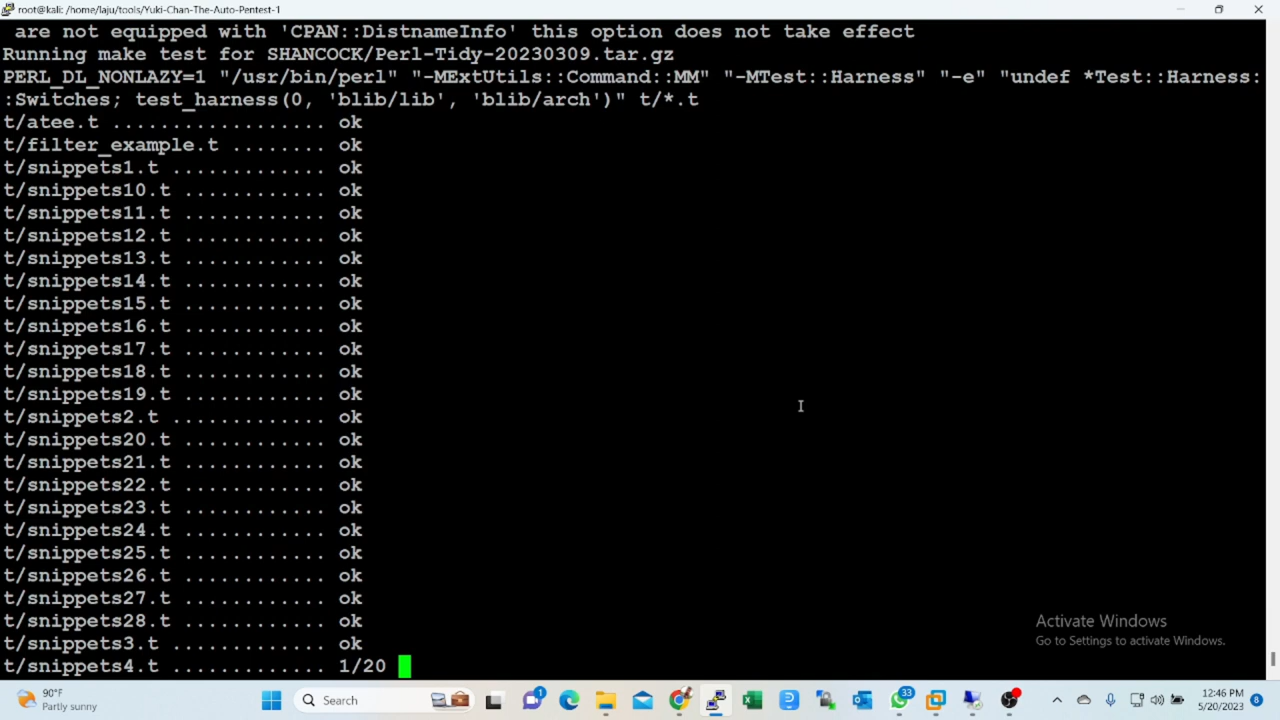 root@kali: /home/laju/tools/Yuki-Chan-The-Auto-Pentest-1
are not equipped with 'CPAN::DistnameInfo' this option does not take effect
Running make test for SHANCOCK/Perl-Tidy-20230309.tar.gz
PERL_DL_NONLAZY=1 "/usr/bin/perl" "-MExtUtils::Command::MM" "-MTest::Harness" "-e" "undef *Test::Harness:
:Switches; test_harness(0, 'blib/lib', 'blib/arch')" t/*.t
t/atee.t .................. ok
t/filter_example.t ........ ok
t/snippets1.t ............. ok
t/snippets10.t ............ ok
t/snippets11.t ............ ok
t/snippets12.t ............ ok
t/snippets13.t ............ ok
t/snippets14.t ............ ok
t/snippets15.t ............ ok
t/snippets16.t ............ ok
t/snippets17.t ............ ok
t/snippets18.t ............ ok
t/snippets19.t ............ ok
t/snippets2.t ............. ok
t/snippets20.t ............ ok
t/snippets21.t ............ ok
t/snippets22.t ............ ok
t/snippets23.t ............ ok
t/snippets24.t ............ ok
t/snippets25.t ............ ok
t/snippets26.t ............ ok
t/snippets27.t ............ ok
t/snippets28.t ............ ok
t/snippets3.t ............. ok
t/snippets4.t ............. 1/20
Activate Windows
Go to Settings to activate Windows.
90°F
Partly sunny
Search
1
33
12:46 PM
5/20/2023
8